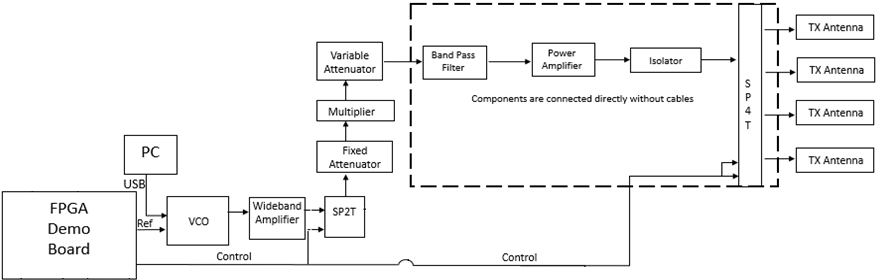 Variable
Attenuator
Band Pass
Filter
Power
Amplifier
Isolator
S
P
4
T
TX Antenna
TX Antenna
TX Antenna
TX Antenna
Components are connected directly without cables
Multiplier
Fixed
Attenuator
PC
USB
FPGA
Demo
Board
Ref
VCO
Wideband
Amplifier
SP2T
Control
Control